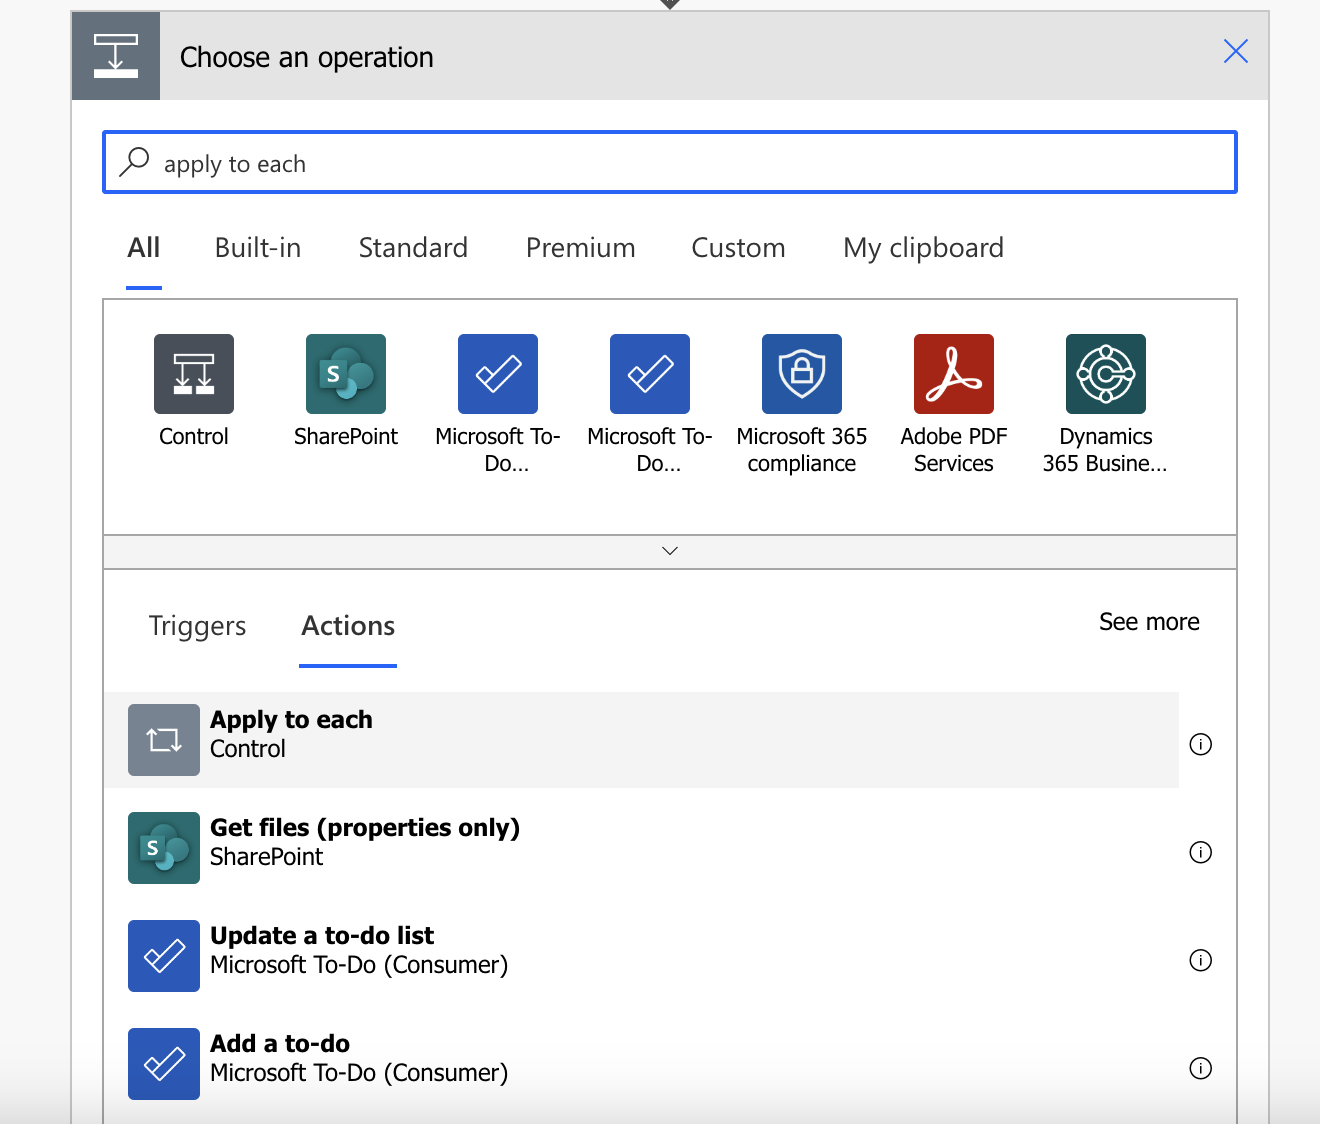 Choose an operation
apply to each
All Built-in Standard Premium Custom My clipboard
Control SharePoint Microsoft To-Do... Microsoft To-Do... Microsoft 365 compliance Adobe PDF Services Dynamics 365 Busine...
Triggers Actions See more
Apply to each
Control
Get files (properties only)
SharePoint
Update a to-do list
Microsoft To-Do (Consumer)
Add a to-do
Microsoft To-Do (Consumer)